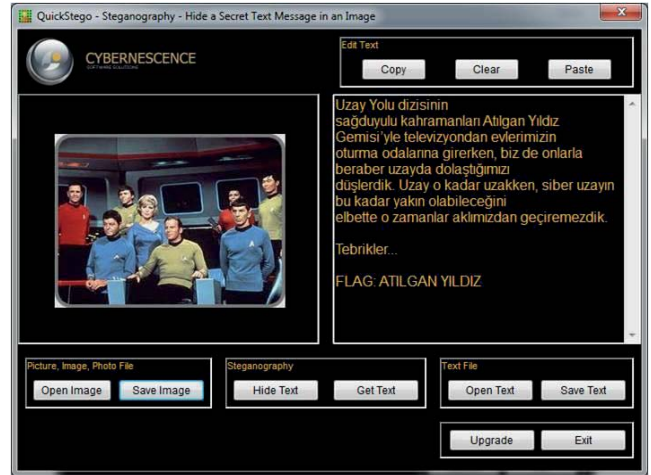 QuickStego - Steganography - Hide a Secret Text Message in an Image
CYBERNESCENCE
SOFTWARE SOLUTIONS
Edit Text
Copy
Clear
Paste
Uzay Yolu dizisinin
sağduyulu kahramanları Atılgan Yıldız
Gemisi'yle televizyondan evlerimizin
oturma odalarına girerken, biz de onlarla
beraber uzayda dolaştığımızı
düşlerdik. Uzay o kadar uzakken, siber uzayın
bu kadar yakın olabileceğini
elbette o zamanlar aklımızdan geçiremezdik.
Tebrikler...
FLAG: ATILGAN YILDIZ
Picture, Image, Photo File
Open Image
Save Image
Steganography
Hide Text
Get Text
Text File
Open Text
Save Text
Upgrade
Exit